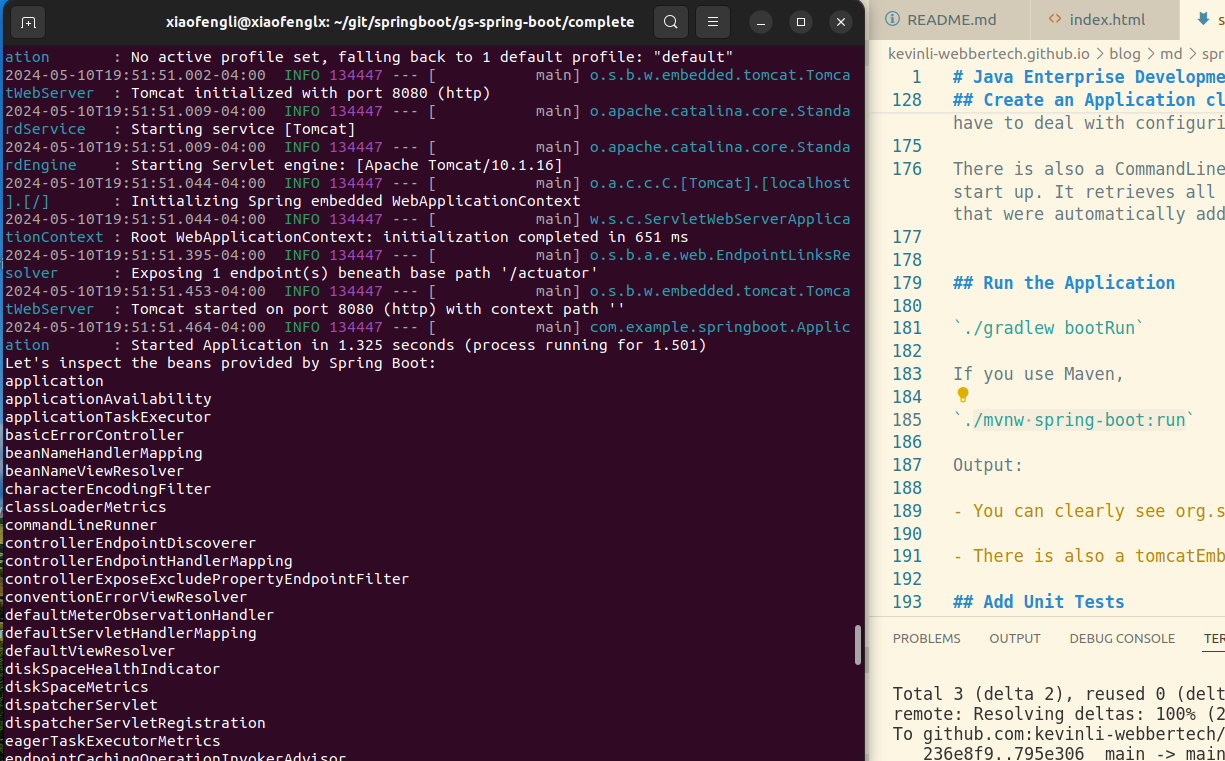 xiaofengli@xiaofenglx: ~/git/springboot/gs-spring-boot/complete
ation       : No active profile set, falling back to 1 default profile: "default"
2024-05-10T19:51:51.002-04:00  INFO 134447 --- [           main] o.s.b.w.embedded.tomcat.Tomca
tWebServer  : Tomcat initialized with port 8080 (http)
2024-05-10T19:51:51.009-04:00  INFO 134447 --- [           main] o.apache.catalina.core.Standa
rdService   : Starting service [Tomcat]
2024-05-10T19:51:51.009-04:00  INFO 134447 --- [           main] o.apache.catalina.core.Standa
rdEngine    : Starting Servlet engine: [Apache Tomcat/10.1.16]
2024-05-10T19:51:51.044-04:00  INFO 134447 --- [           main] o.a.c.c.C.[Tomcat].[localhost
].[/]       : Initializing Spring embedded WebApplicationContext
2024-05-10T19:51:51.044-04:00  INFO 134447 --- [           main] w.s.c.ServletWebServerApplica
tionContext : Root WebApplicationContext: initialization completed in 651 ms
2024-05-10T19:51:51.395-04:00  INFO 134447 --- [           main] o.s.b.a.e.web.EndpointLinksRe
solver      : Exposing 1 endpoint(s) beneath base path '/actuator'
2024-05-10T19:51:51.453-04:00  INFO 134447 --- [           main] o.s.b.w.embedded.tomcat.Tomca
tWebServer  : Tomcat started on port 8080 (http) with context path ''
2024-05-10T19:51:51.464-04:00  INFO 134447 --- [           main] com.example.springboot.Applic
ation       : Started Application in 1.325 seconds (process running for 1.501)
Let's inspect the beans provided by Spring Boot:
application
applicationAvailability
applicationTaskExecutor
basicErrorController
beanNameHandlerMapping
beanNameViewResolver
characterEncodingFilter
classLoaderMetrics
commandLineRunner
controllerEndpointDiscoverer
controllerEndpointHandlerMapping
controllerExposeExcludePropertyEndpointFilter
conventionErrorViewResolver
defaultMeterObservationHandler
defaultServletHandlerMapping
defaultViewResolver
diskSpaceHealthIndicator
diskSpaceMetrics
dispatcherServlet
dispatcherServletRegistration
eagerTaskExecutorMetrics
endpointCachingOperationInvokerAdvisor
README.md <> index.html s
kevinli-webbertech.github.io > blog > md > spr
1 # Java Enterprise Developme
128 ## Create an Application cl
have to deal with configuri
175
176 There is also a CommandLine
start up. It retrieves all
that were automatically add
177
178
179 ## Run the Application
180
181 `./gradlew bootRun`
182
183 If you use Maven,
184
185 `./mvnw·spring-boot:run`
186
187 Output:
188
189 - You can clearly see org.s
190
191 - There is also a tomcatEmb
192
193 ## Add Unit Tests
PROBLEMS OUTPUT DEBUG CONSOLE TER
Total 3 (delta 2), reused 0 (delt
remote: Resolving deltas: 100% (2
To github.com:kevinli-webbertech/
236e8f9..795e306  main -> main